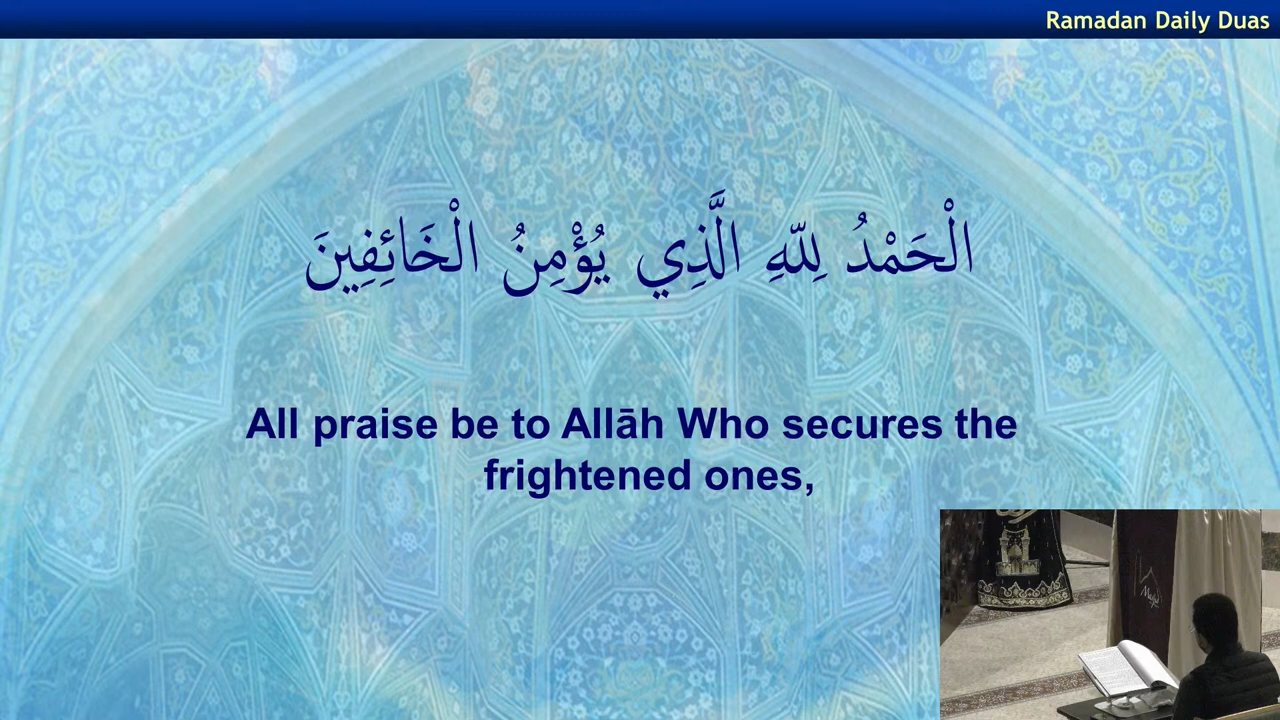 Ramadan Daily Duas
الْحَمْدُ لِلّٰهِ الَّذِي يُؤْمِنُ الْخَائِفِينَ
All praise be to Allāh Who secures the
frightened ones,